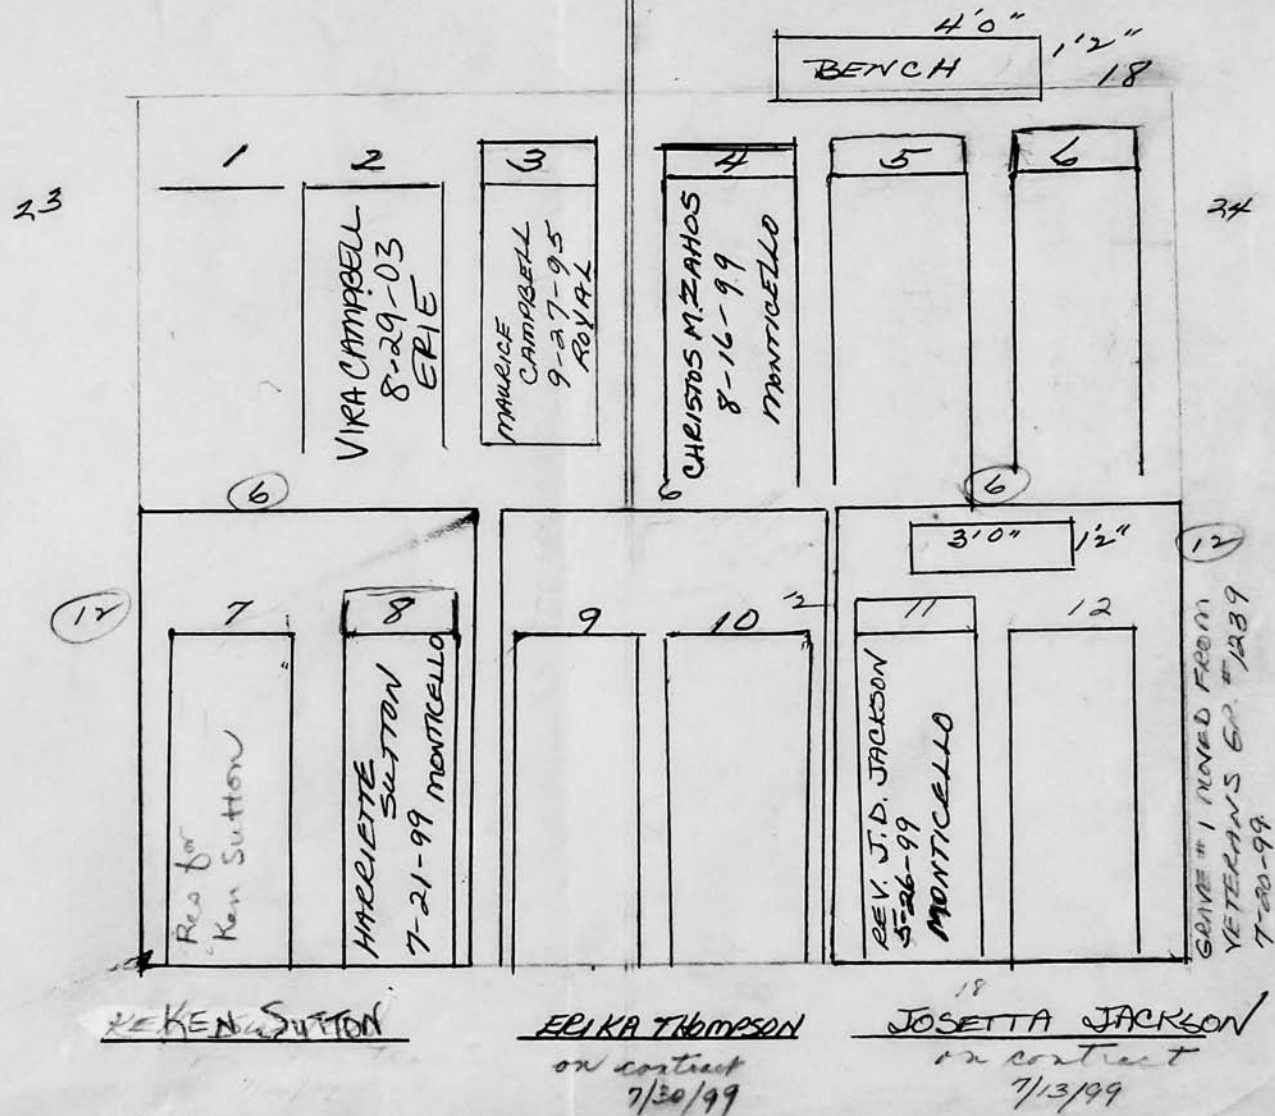 4'0"
1'2"
BENCH
18
1
2
3
4
5
6
23
24
VIRA CAMPBELL
8-29-03
ERIE
MAURICE
CAMPBELL
9-27-95
ROYAL
CHRISTOS M. ZAHOS
8-16-99
MONTICELLO
6
6
6
3'0"
1'2"
12
12
7
8
9
10
'2
11
12
Res for
Ken Sutton
HARRIETTE
SUTTON
7-21-99 MONTICELLO
REV. J.D. JACKSON
5-26-99
MONTICELLO
GRAVE #1 MOVED FROM
VETERANS GP. #1239
7-20-99.
KEN SUTTON
ERIKA THOMPSON
on contract
7/30/99
18
JOSETTA JACKSON
on contract
7/13/99